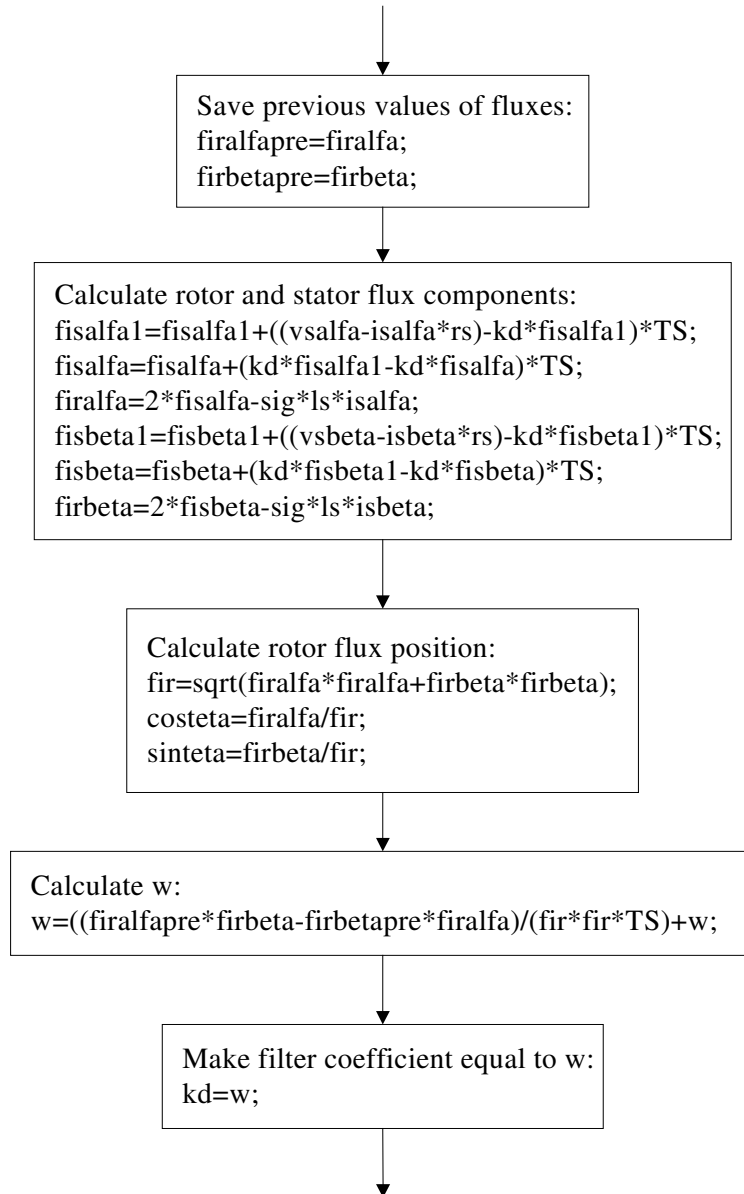 Save previous values of fluxes:
firalfapre=firalfa;
firbetapre=firbeta;
Calculate rotor and stator flux components:
fisalfa1=fisalfa1+((vsalfa-isalfa*rs)-kd*fisalfa1)*TS;
fisalfa=fisalfa+(kd*fisalfa1-kd*fisalfa)*TS;
firalfa=2*fisalfa-sig*ls*isalfa;
fisbeta1=fisbeta1+((vsbeta-isbeta*rs)-kd*fisbeta1)*TS;
fisbeta=fisbeta+(kd*fisbeta1-kd*fisbeta)*TS;
firbeta=2*fisbeta-sig*ls*isbeta;
Calculate rotor flux position:
fir=sqrt(firalfa*firalfa+firbeta*firbeta);
costeta=firalfa/fir;
sinteta=firbeta/fir;
Calculate w:
w=((firalfapre*firbeta-firbetapre*firalfa)/(fir*fir*TS)+w;
Make filter coefficient equal to w:
kd=w;